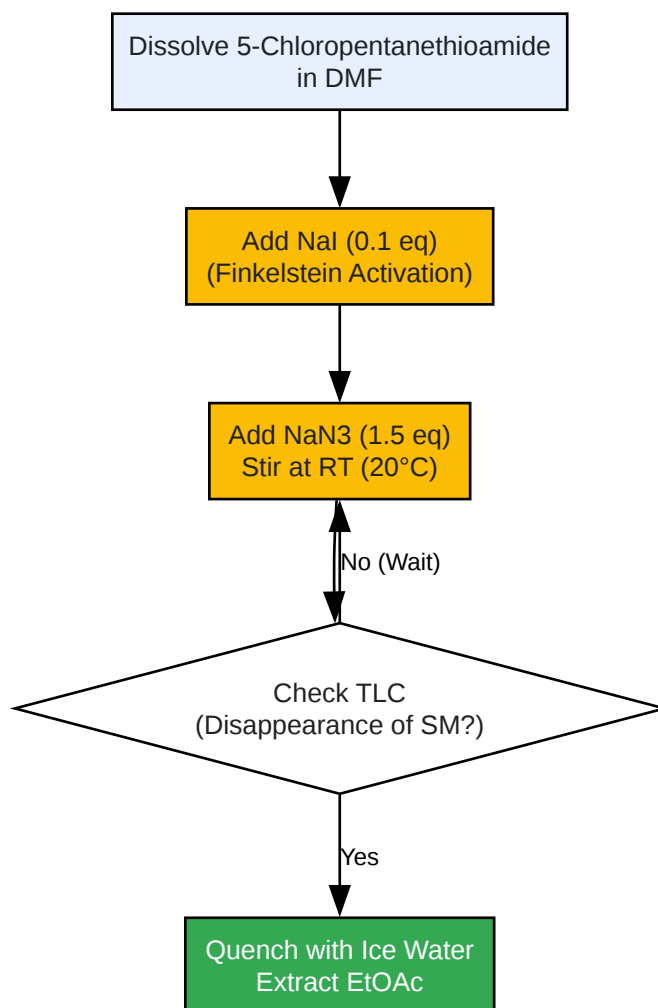 Dissolve 5-Chloropentanethioamide
in DMF
Add NaI (0.1 eq)
(Finkelstein Activation)
Add NaN3 (1.5 eq)
Stir at RT (20°C)
No (Wait)
Check TLC
(Disappearance of SM?)
Yes
Quench with Ice Water
Extract EtOAc